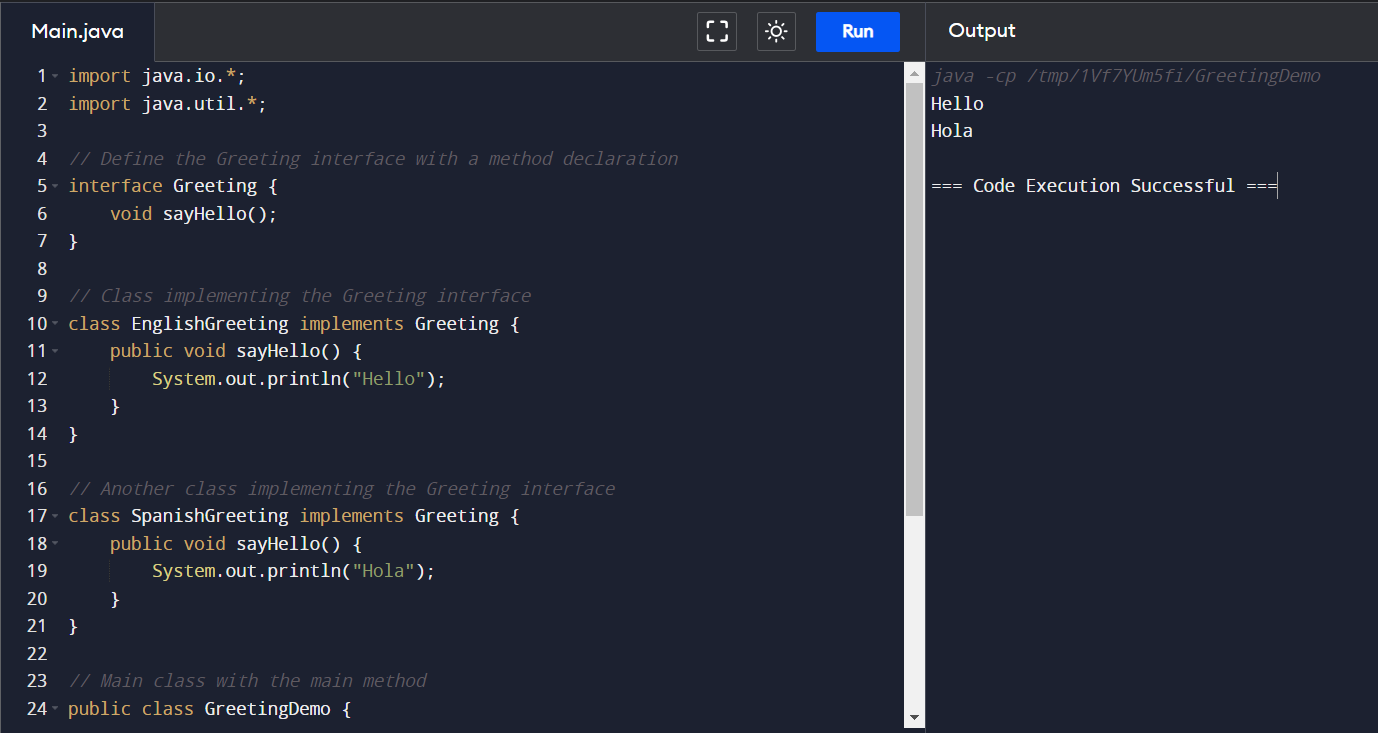 Main.java
Run
Output
1 import java.io.*;
2 import java.util.*;
3
4 // Define the Greeting interface with a method declaration
5 interface Greeting {
6     void sayHello();
7 }
8
9 // Class implementing the Greeting interface
10 class EnglishGreeting implements Greeting {
11     public void sayHello() {
12         System.out.println("Hello");
13     }
14 }
15
16 // Another class implementing the Greeting interface
17 class SpanishGreeting implements Greeting {
18     public void sayHello() {
19         System.out.println("Hola");
20     }
21 }
22
23 // Main class with the main method
24 public class GreetingDemo {
java -cp /tmp/1Vf7YUm5fi/GreetingDemo
Hello
Hola
=== Code Execution Successful ===